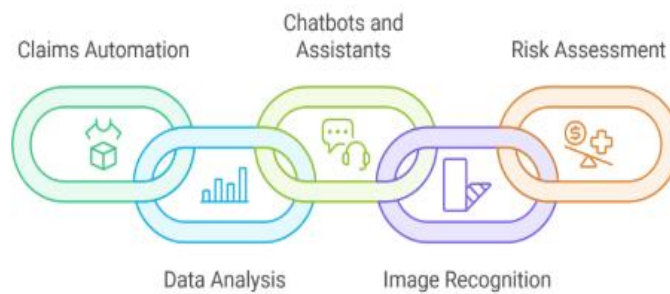 Claims Automation
Chatbots and
Assistants
Risk Assessment
$
Data Analysis
Image Recognition